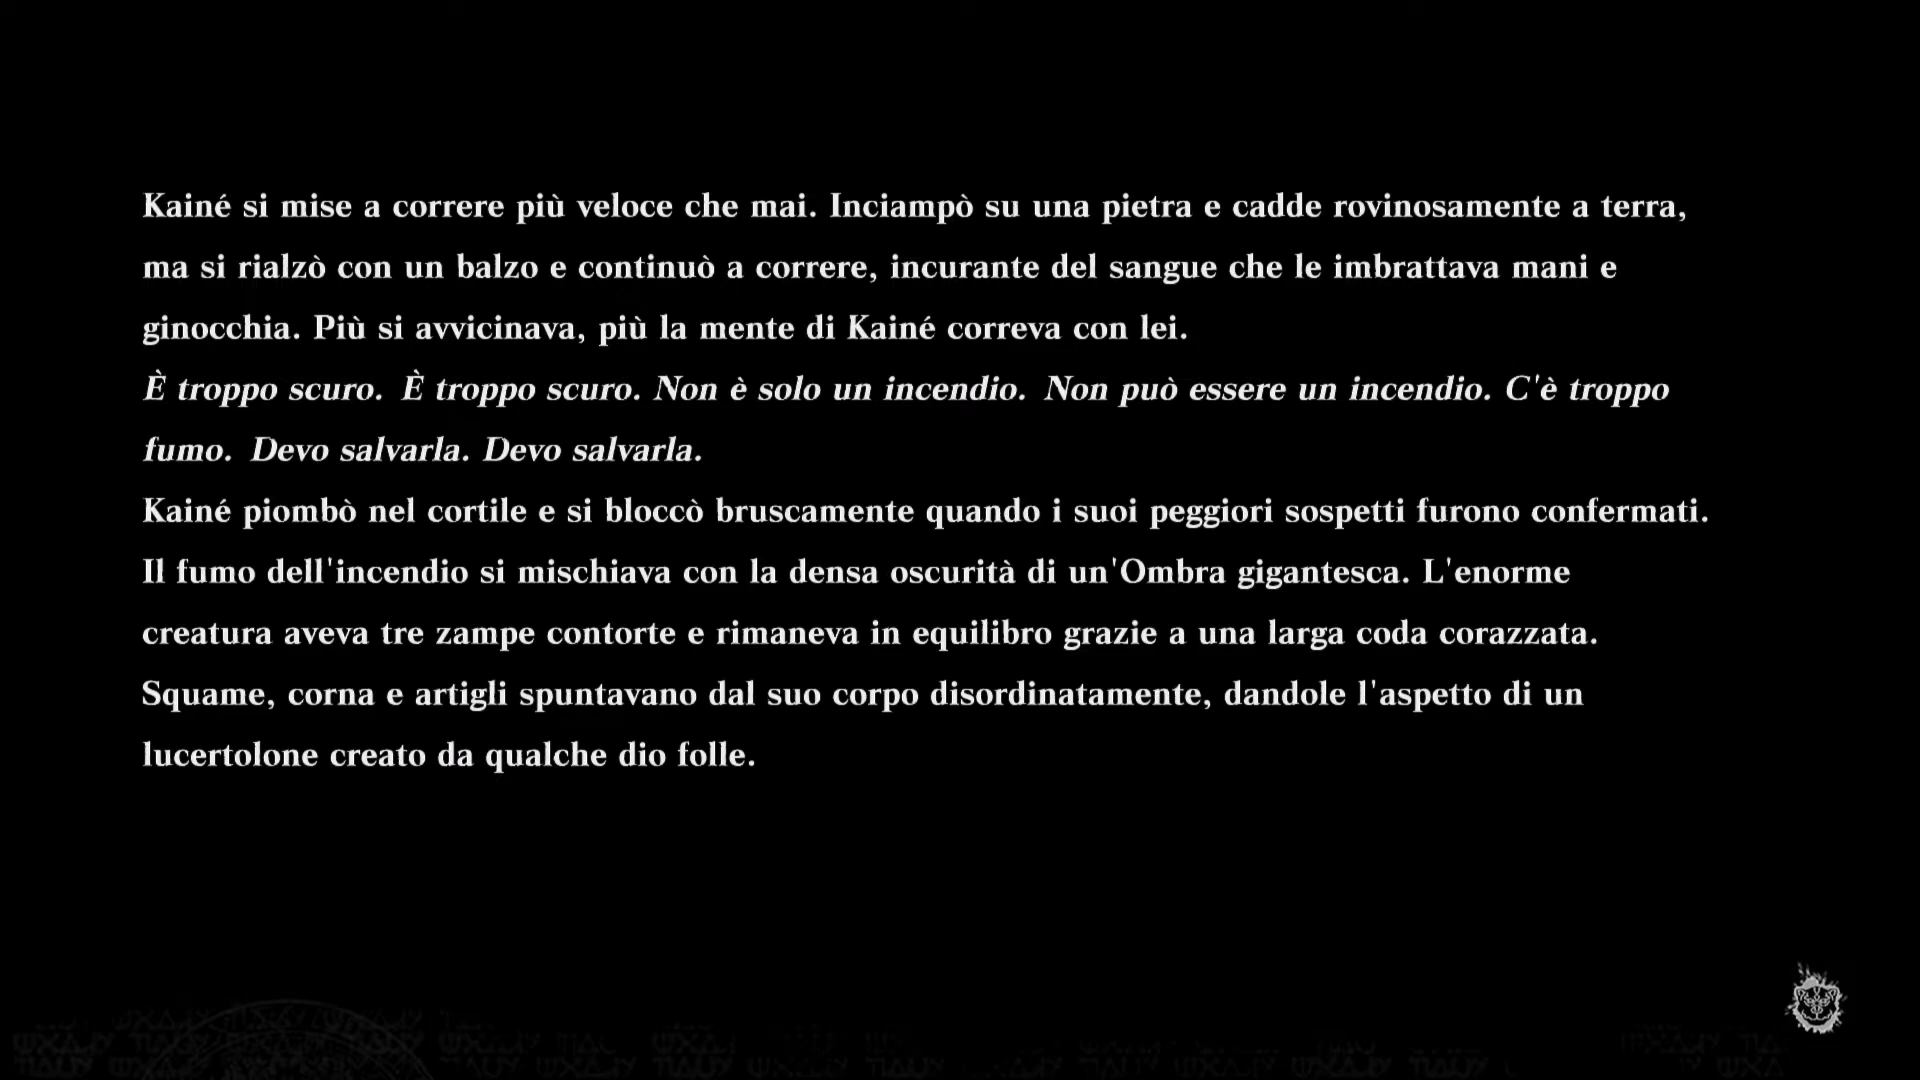 Kainé si mise a correre più veloce che mai. Inciampò su una pietra e cadde rovinosamente a terra,
ma si rialzò con un balzo e continuò a correre, incurante del sangue che le imbrattava mani e
ginocchia. Più si avvicinava, più la mente di Kainé correva con lei.
È troppo scuro. È troppo scuro. Non è solo un incendio. Non può essere un incendio. C'è troppo
fumo. Devo salvarla. Devo salvarla.
Kainé piombò nel cortile e si bloccò bruscamente quando i suoi peggiori sospetti furono confermati.
Il fumo dell'incendio si mischiava con la densa oscurità di un'Ombra gigantesca. L'enorme
creatura aveva tre zampe contorte e rimaneva in equilibro grazie a una larga coda corazzata.
Squame, corna e artigli spuntavano dal suo corpo disordinatamente, dandole l'aspetto di un
lucertolone creato da qualche dio folle.